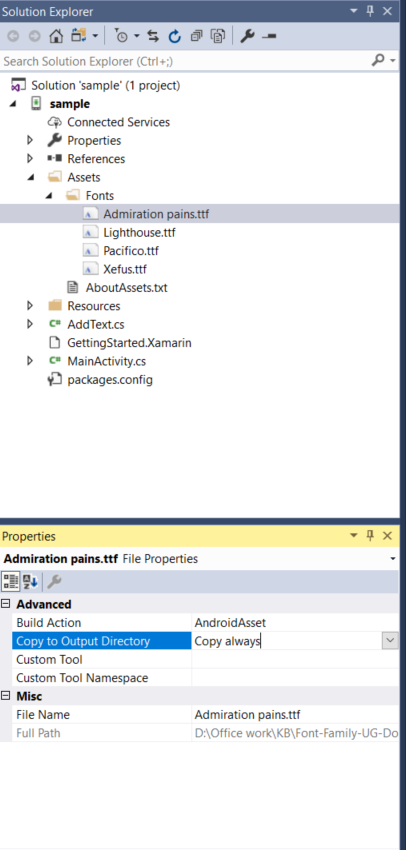 Solution Explorer
Search Solution Explorer (Ctrl+;)
Solution 'sample' (1 project)
sample
Connected Services
Properties
References
Assets
Fonts
Admiration pains.ttf
Lighthouse.ttf
Pacifico.ttf
Xefus.ttf
AboutAssets.txt
Resources
C# AddText.cs
GettingStarted.Xamarin
C# MainActivity.cs
packages.config
Properties
Admiration pains.ttf File Properties
Advanced
Build Action AndroidAsset
Copy to Output Directory Copy always
Custom Tool
Custom Tool Namespace
Misc
File Name Admiration pains.ttf
Full Path D:\Office work\KB\Font-Family-UG-Do